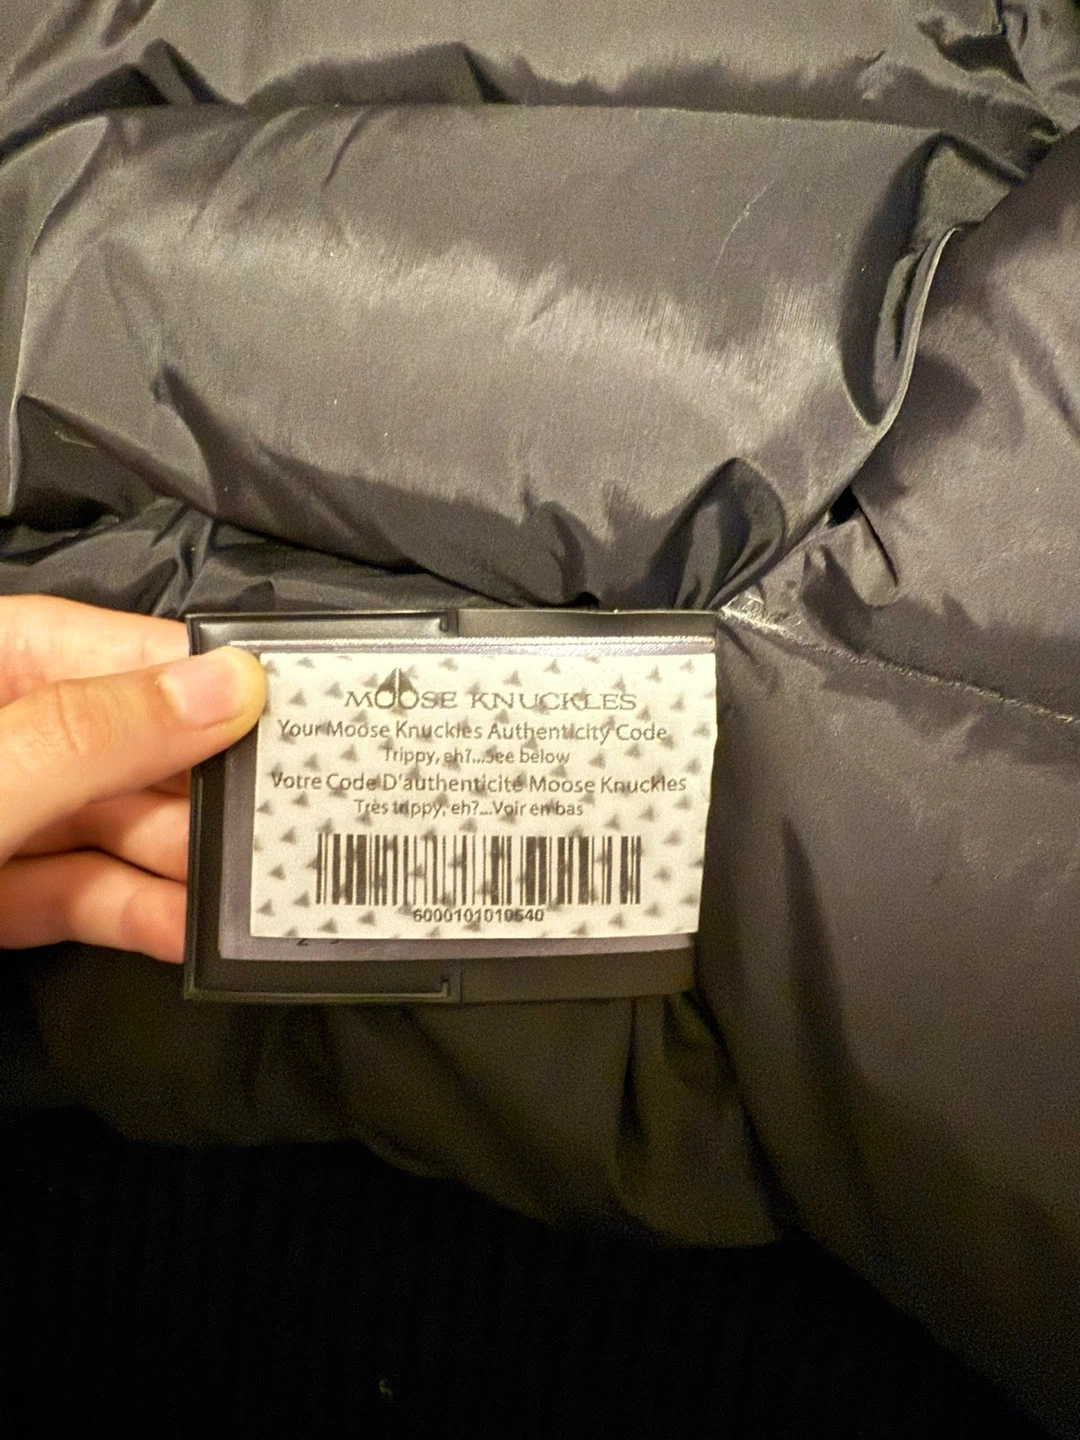 MOOSE KNUCKLES
Your Moose Knuckles Authenticity Code
Trippy, eh?...See below
Votre Code D'authenticité Moose Knuckles
Très trippy, eh?...Voir en bas
6000101010540